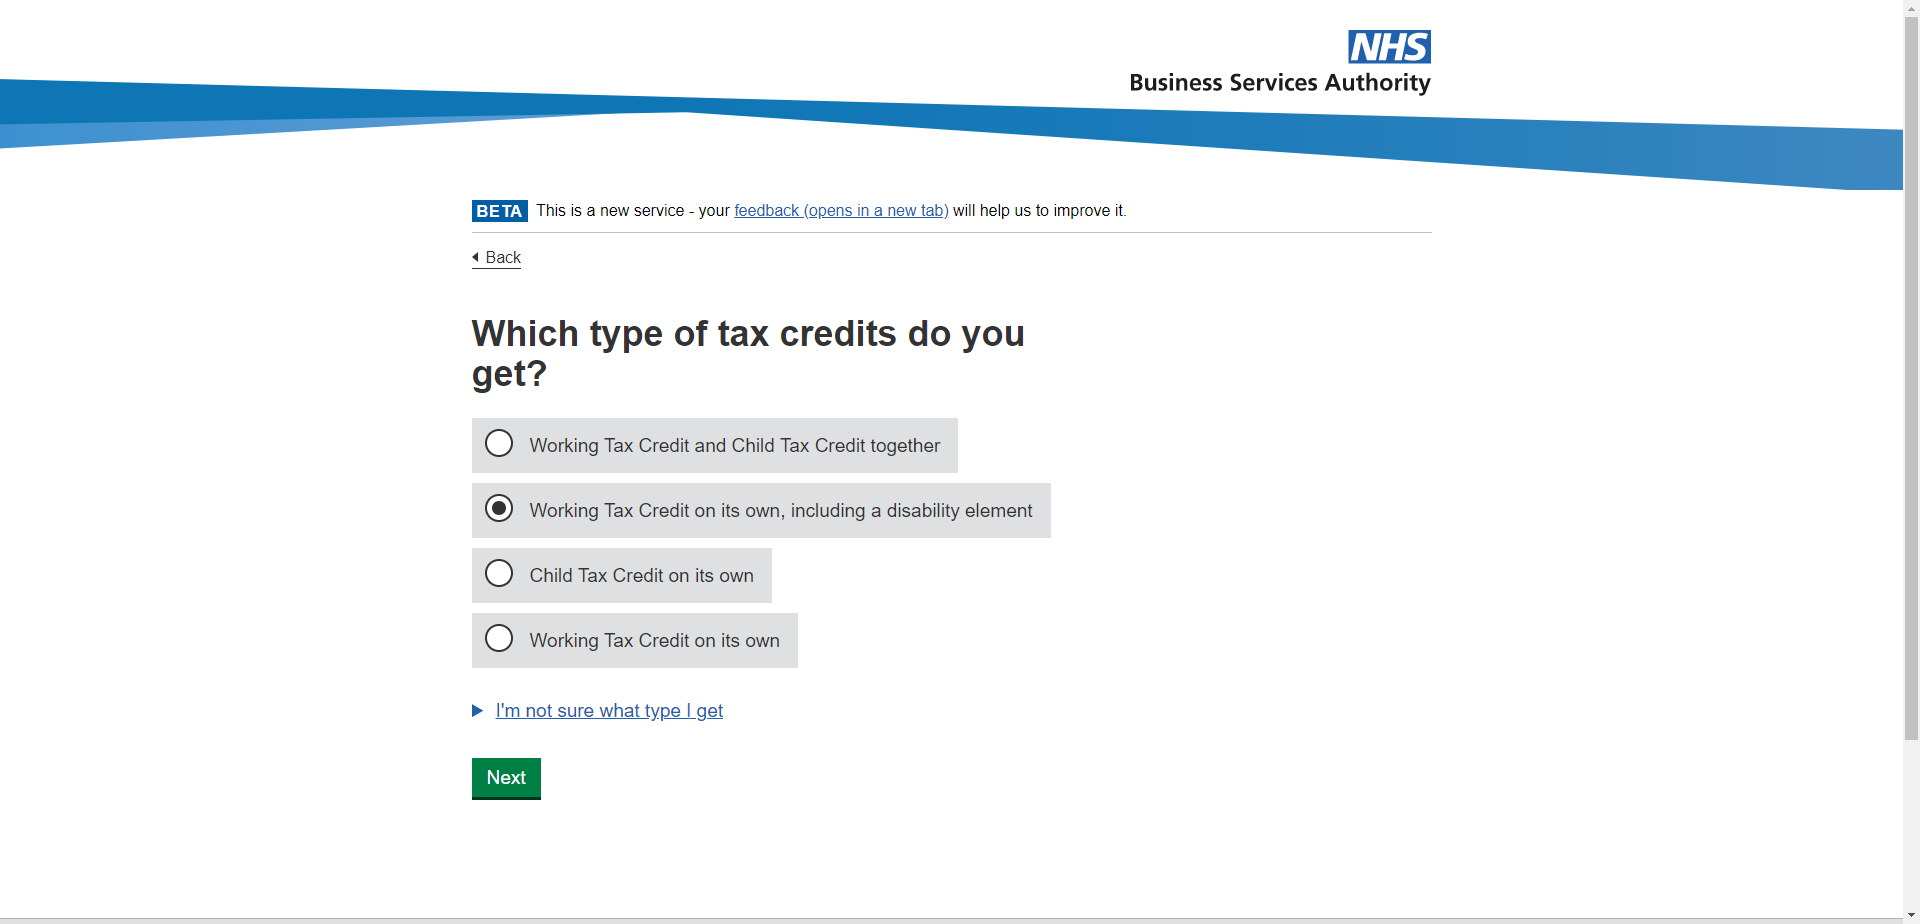 NHS
Business Services Authority
BETA This is a new service - your feedback (opens in a new tab) will help us to improve it.
Back
Which type of tax credits do you
get?
Working Tax Credit and Child Tax Credit together
Working Tax Credit on its own, including a disability element
Child Tax Credit on its own
Working Tax Credit on its own
I'm not sure what type I get
Next